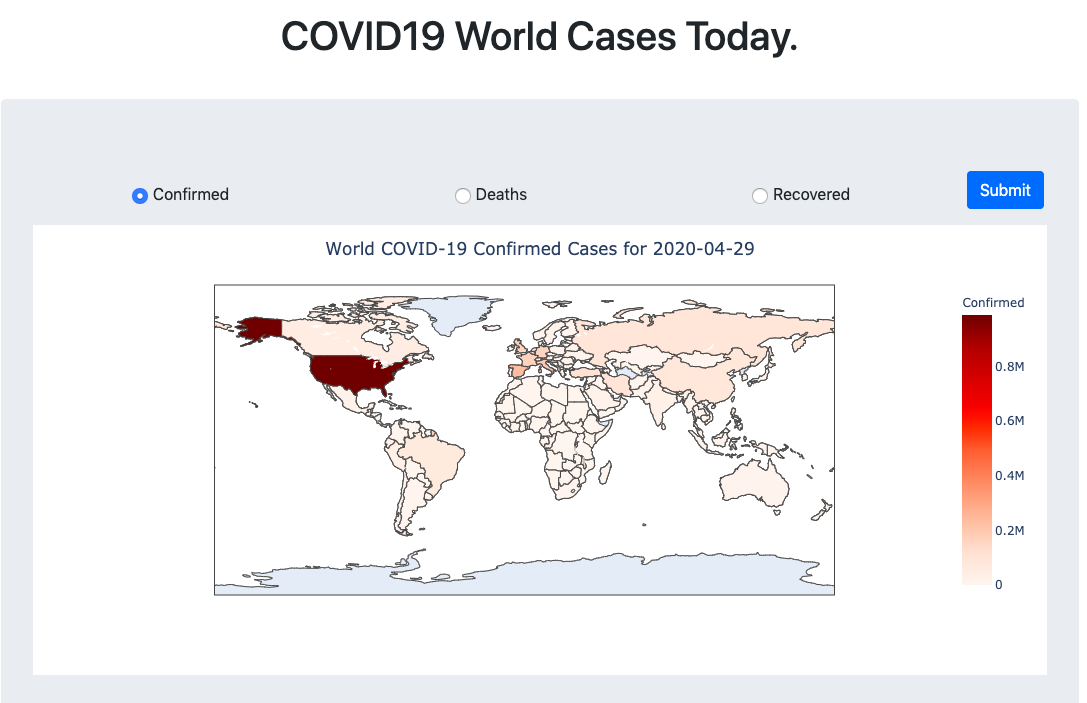 COVID19 World Cases Today.
Confirmed
Deaths
Recovered
Submit
World COVID-19 Confirmed Cases for 2020-04-29
Confirmed
0.8M
0.6M
0.4M
0.2M
0